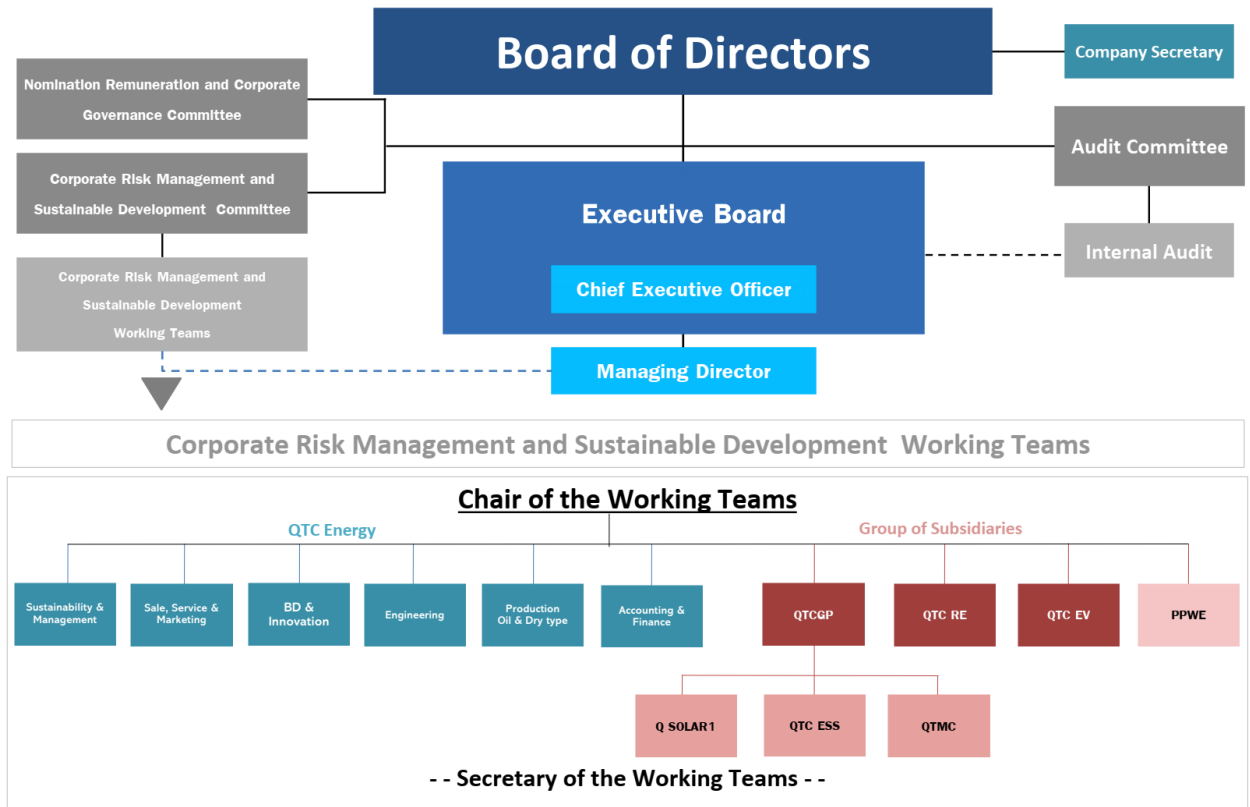 Board of Directors
Company Secretary
Nomination Remuneration and Corporate
Governance Committee
Audit Committee
Corporate Risk Management and
Sustainable Development Committee
Executive Board
Internal Audit
Corporate Risk Management and
Sustainable Development
Working Teams
Chief Executive Officer
Managing Director
Corporate Risk Management and Sustainable Development Working Teams
Chair of the Working Teams
QTC Energy
Group of Subsidiaries
Sustainability &
Management
Sale, Service &
Marketing
BD &
Innovation
Engineering
Production
Oil & Dry type
Accounting &
Finance
QTCGP
QTC RE
QTC EV
PPWE
Q SOLAR1
QTC ESS
QTMC
- - Secretary of the Working Teams - -